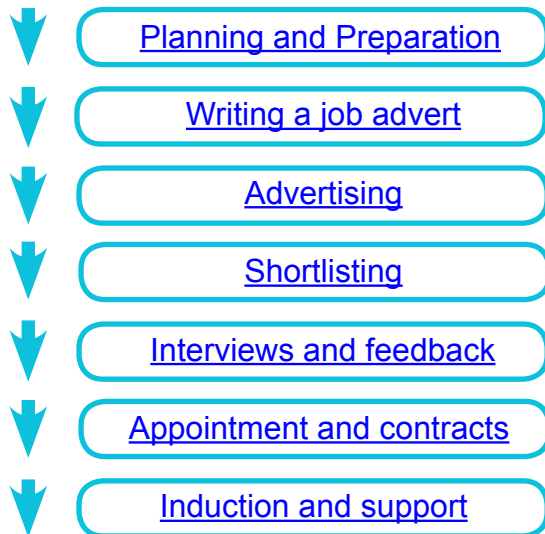 Planning and Preparation
Writing a job advert
Advertising
Shortlisting
Interviews and feedback
Appointment and contracts
Induction and support